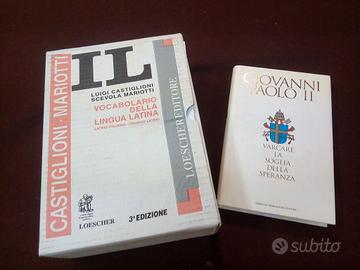 CASTIGLIONI - MARIOTTI
IL
LUIGI CASTIGLIONI
SCEVOLA MARIOTTI
VOCABOLARIO
DELLA
LINGUA LATINA
LATINO-ITALIANO · ITALIANO-LATINO
LOESCHER EDITORE
LOESCHER
3ª EDIZIONE
GIOVANNI
PAOLO II
VARCARE
LA
SOGLIA
DELLA
SPERANZA
subito